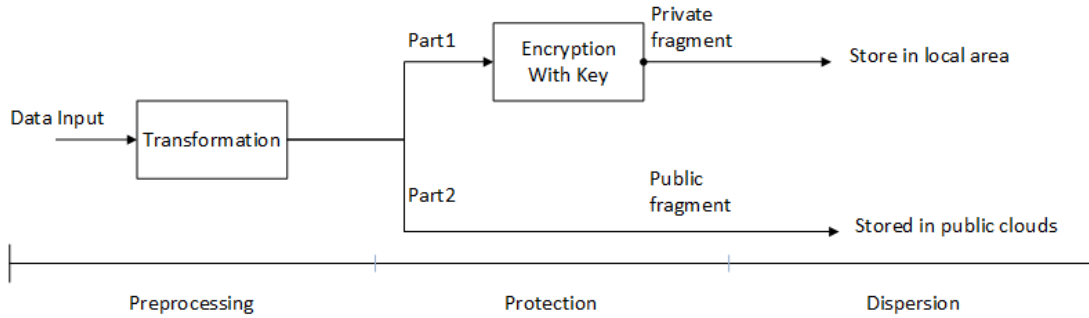 Data Input
Transformation
Part1
Encryption
With Key
Private
fragment
Store in local area
Part2
Public
fragment
Stored in public clouds
Preprocessing
Protection
Dispersion